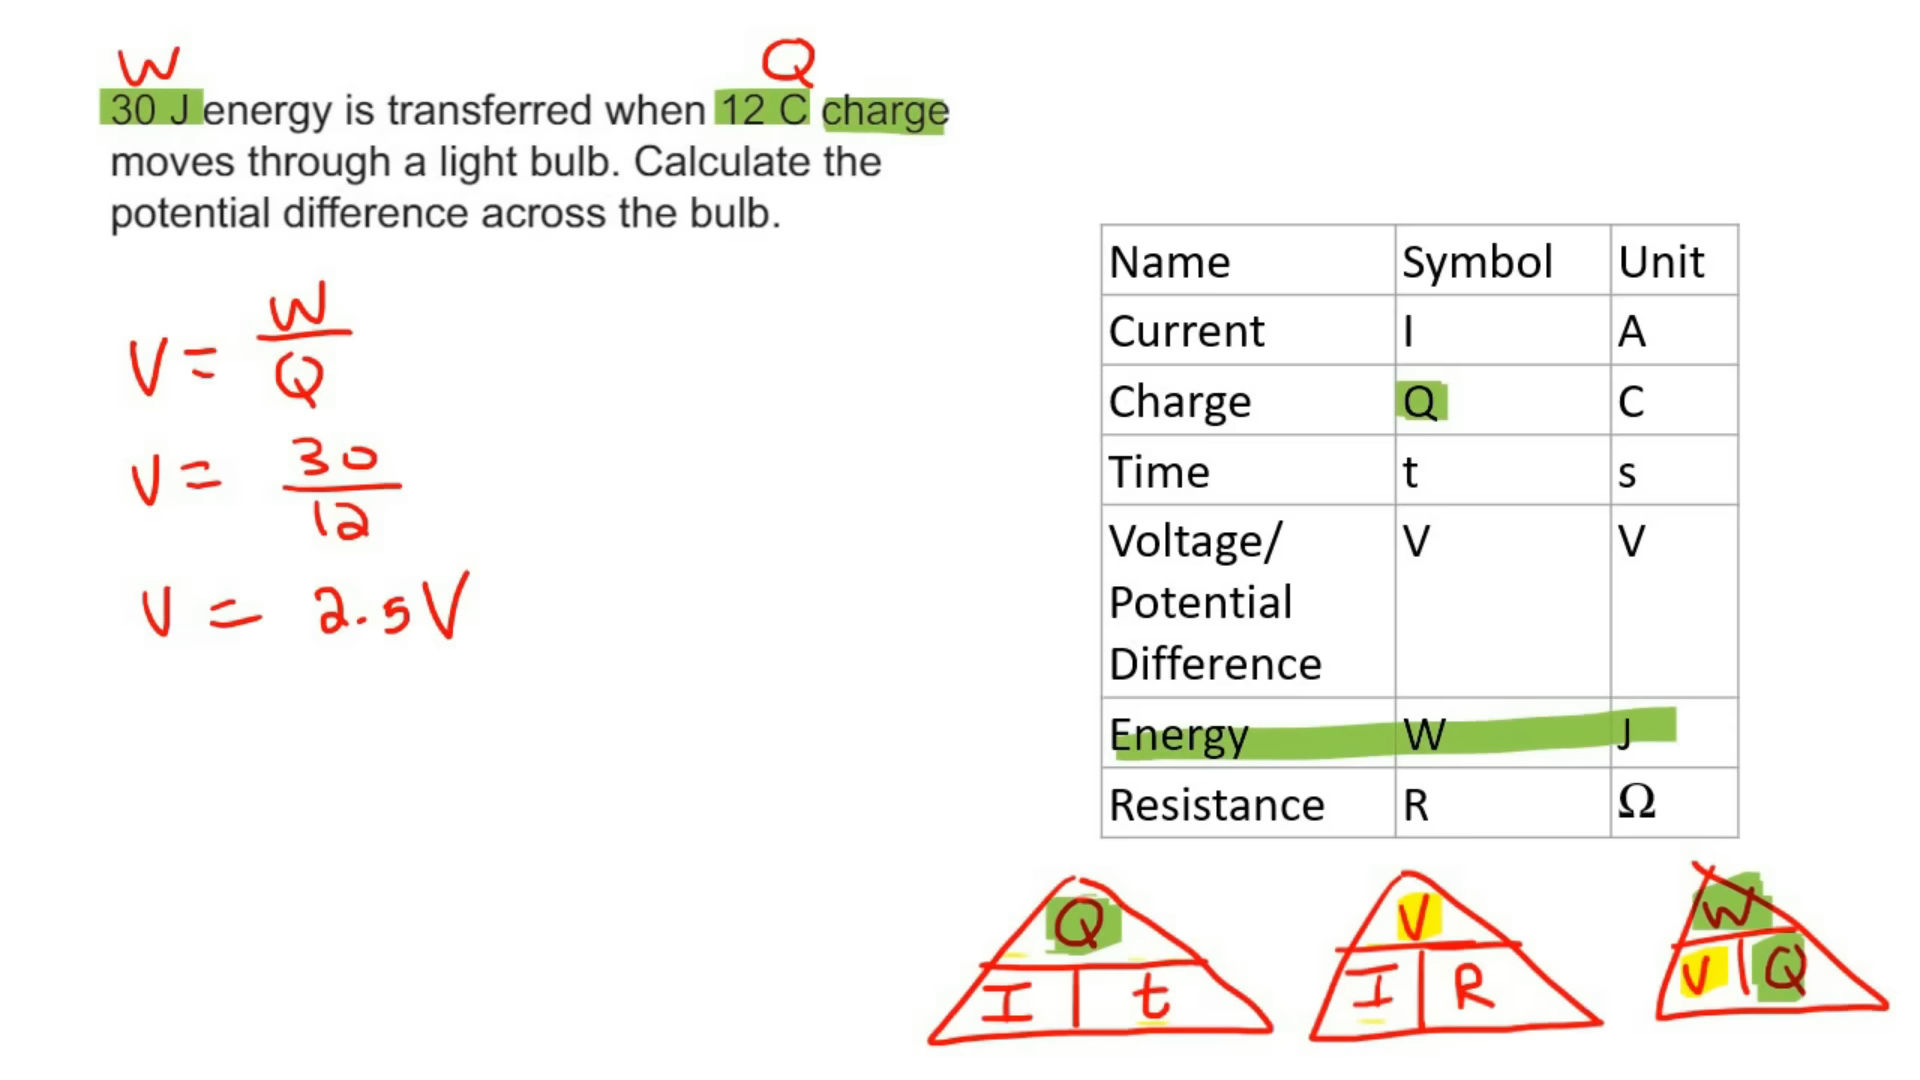 W Q
30 J energy is transferred when 12 C charge
moves through a light bulb. Calculate the
potential difference across the bulb.
V = W
Q
V = 30
12
V = 2.5 V
Name Symbol Unit
Current I A
Charge Q C
Time t s
Voltage/ V V
Potential
Difference
Energy W J
Resistance R Ω
Q
I t
V
I R
W
V Q